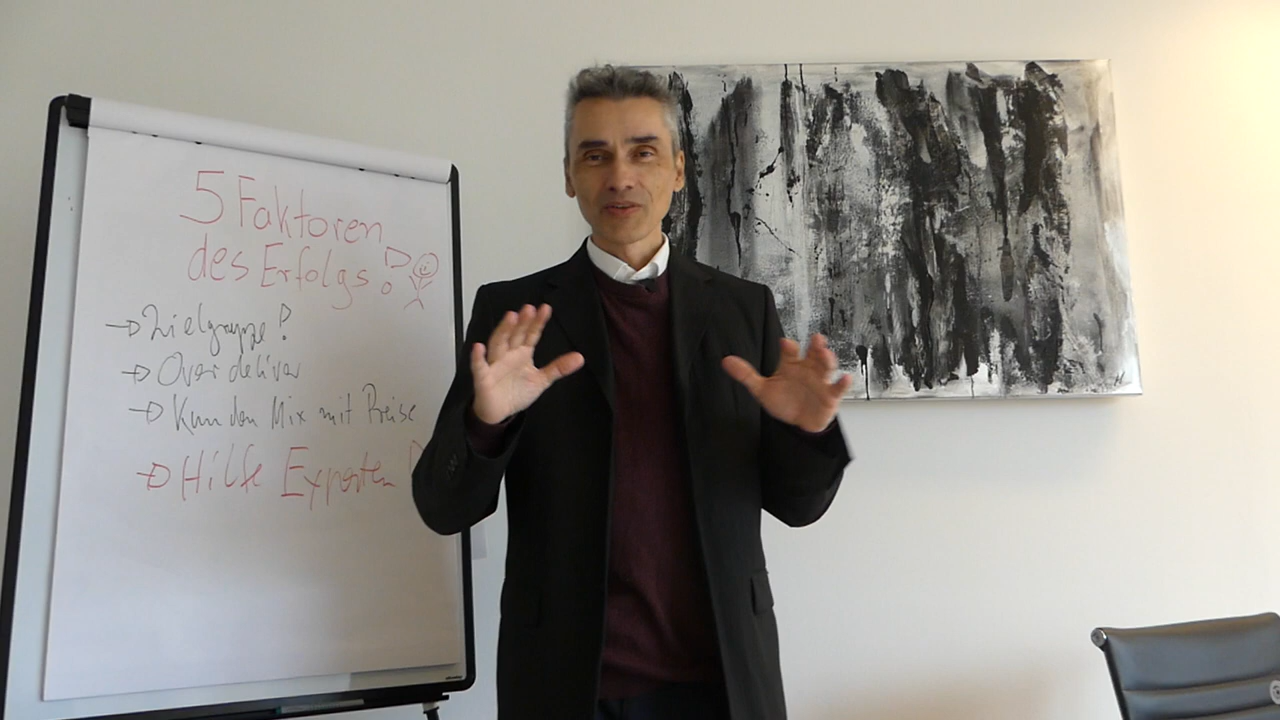 5 Faktoren
des Erfolgs!
→ Zielgruppe!
→ Over deliver
→ Kunden Mix mit Preise
→ Hilfe Experten